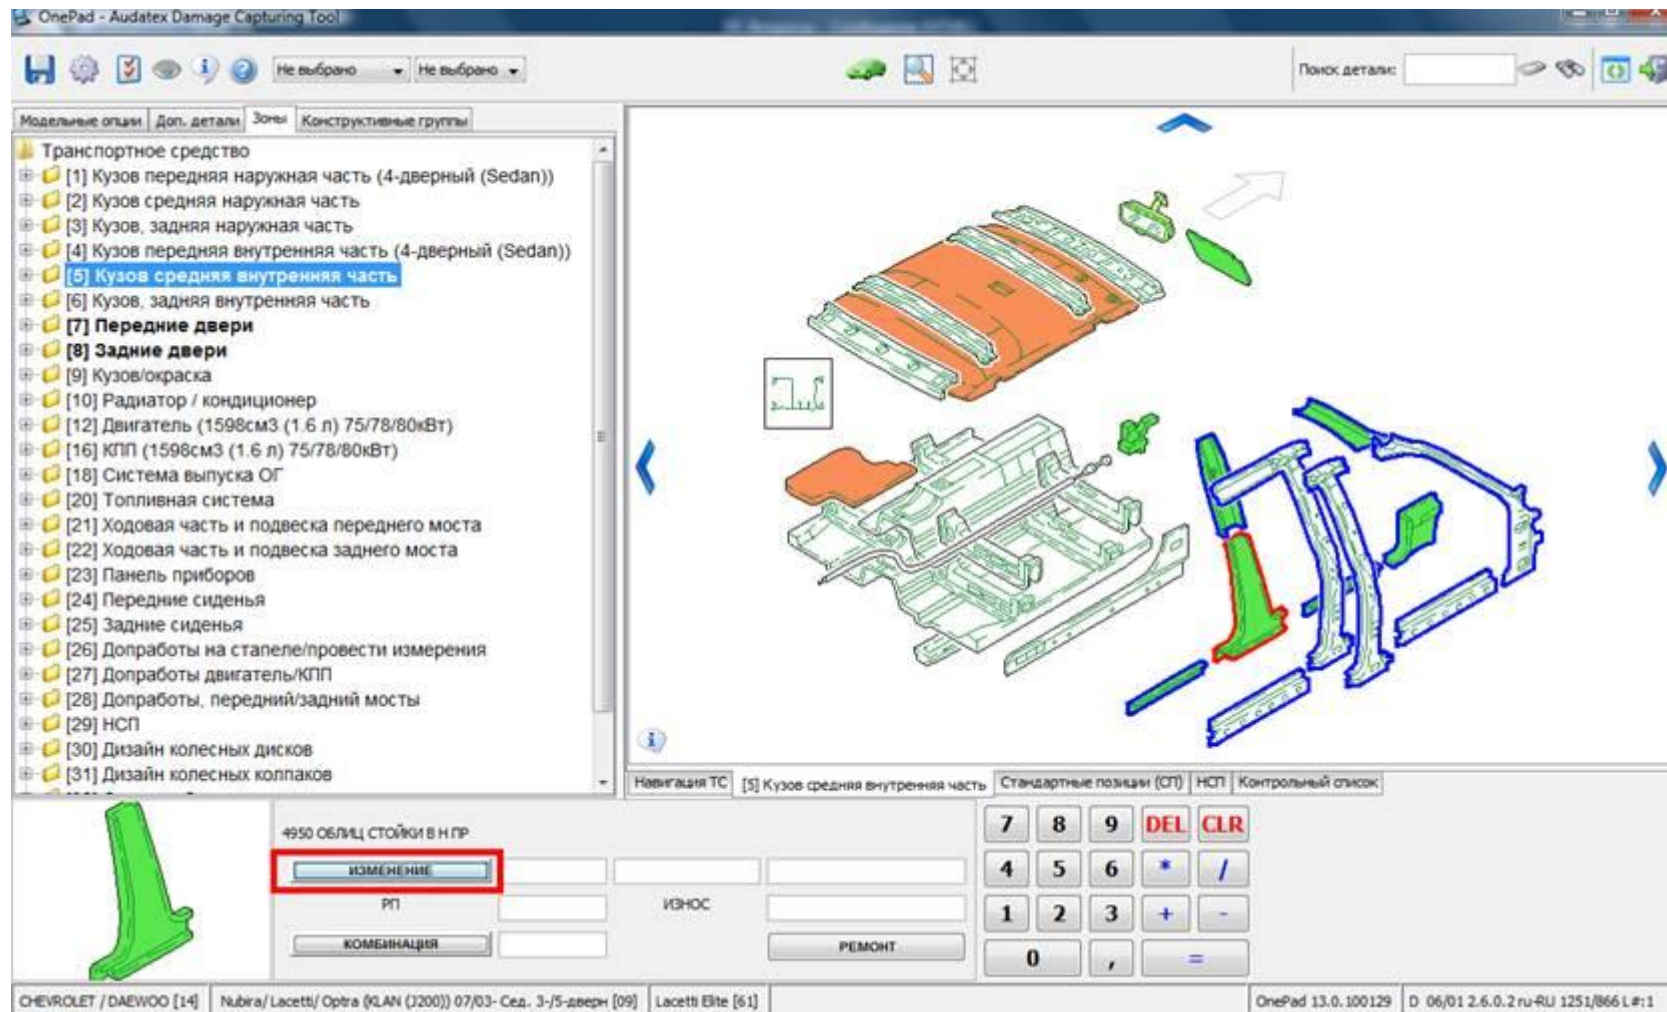 OnePad - Audatex Damage Capturing Tool
Не выбрано Не выбрано Поиск детали:
Модельные опции Доп. детали Зоны Конструктивные группы
Транспортное средство
[1] Кузов передняя наружная часть (4-дверный (Sedan))
[2] Кузов средняя наружная часть
[3] Кузов, задняя наружная часть
[4] Кузов передняя внутренняя часть (4-дверный (Sedan))
[5] Кузов средняя внутренняя часть
[6] Кузов, задняя внутренняя часть
[7] Передние двери
[8] Задние двери
[9] Кузов/окраска
[10] Радиатор / кондиционер
[12] Двигатель (1598см3 (1.6 л) 75/78/80кВт)
[16] КПП (1598см3 (1.6 л) 75/78/80кВт)
[18] Система выпуска ОГ
[20] Топливная система
[21] Ходовая часть и подвеска переднего моста
[22] Ходовая часть и подвеска заднего моста
[23] Панель приборов
[24] Передние сиденья
[25] Задние сиденья
[26] Допработы на стапеле/провести измерения
[27] Допработы двигатель/КПП
[28] Допработы, передний/задний мосты
[29] НСП
[30] Дизайн колесных дисков
[31] Дизайн колесных колпаков
Навигация ТС [5] Кузов средняя внутренняя часть Стандартные позиции (СП) НСП Контрольный список
4950 ОБЛИЦ СТОЙКИ В Н ПР
ИЗМЕНЕНИЕ
РП ИЗНОС
КОМБИНАЦИЯ РЕМОНТ
7 8 9 DEL CLR
4 5 6 * /
1 2 3 + -
0 , =
CHEVROLET / DAEWOO [14] Nubira/ Lacetti/ Optra (KLAN (J200)) 07/03- Сед. 3-/5-дверн [09] Lacetti Elite [61] OnePad 13.0.100129 D 06/01 2.6.0.2 ru-RU 1251/866 L#:1